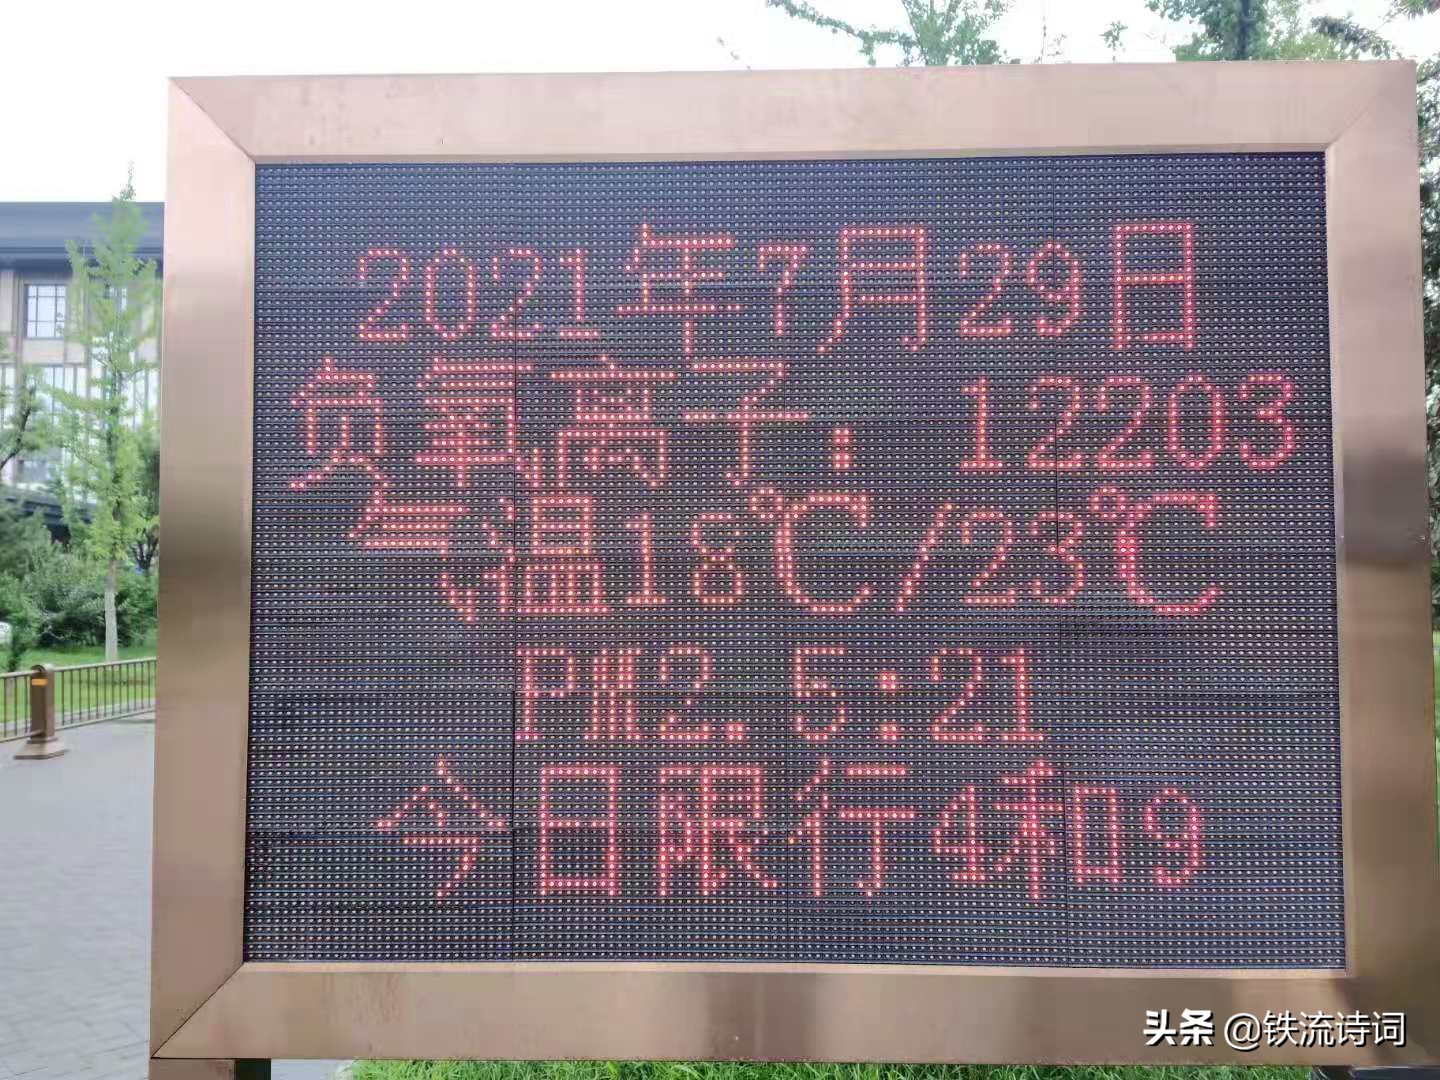 2021年7月29日
负氧离子: 12203
气温18℃/23℃
PM2.5:21
今日限行4和9
头条 @铁流诗词